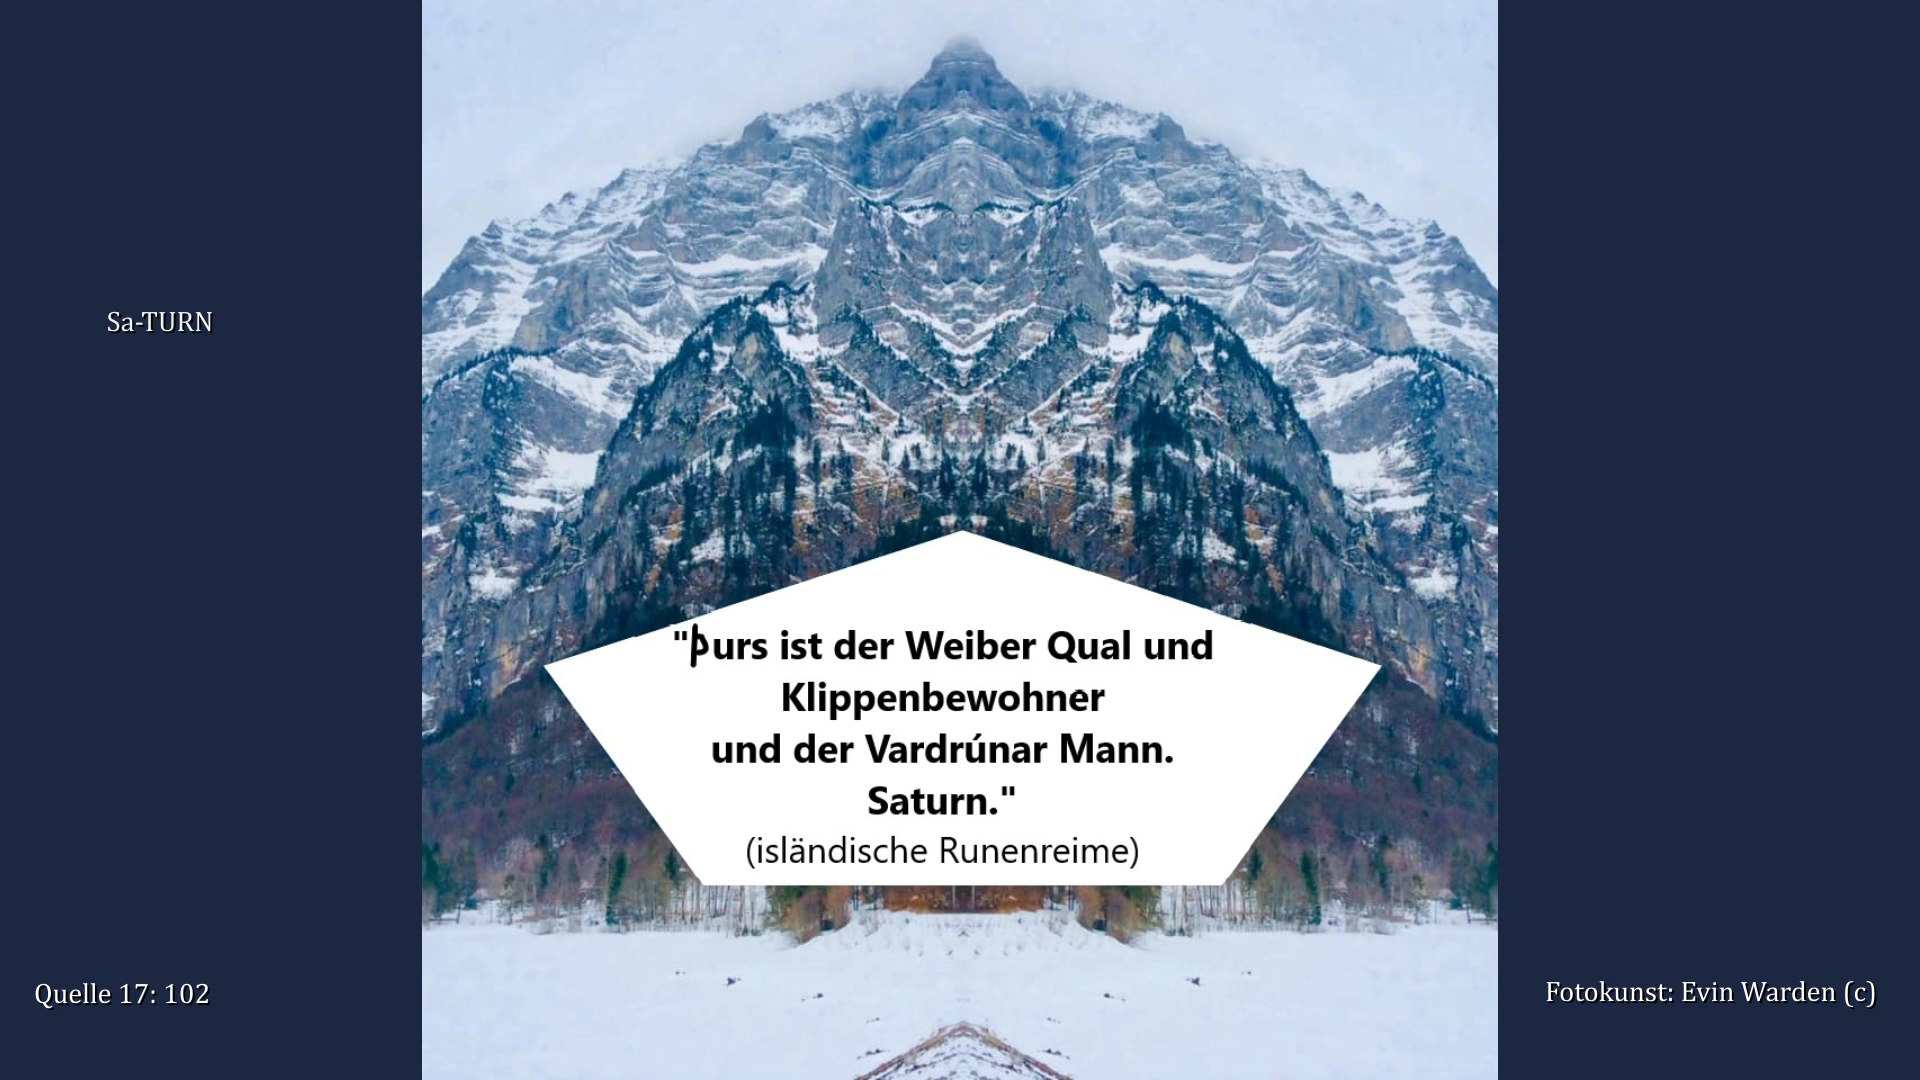 Sa-TURN
"þurs ist der Weiber Qual und
Klippenbewohner
und der Vardrúnar Mann.
Saturn."
(isländische Runenreime)
Quelle 17: 102
Fotokunst: Evin Warden (c)